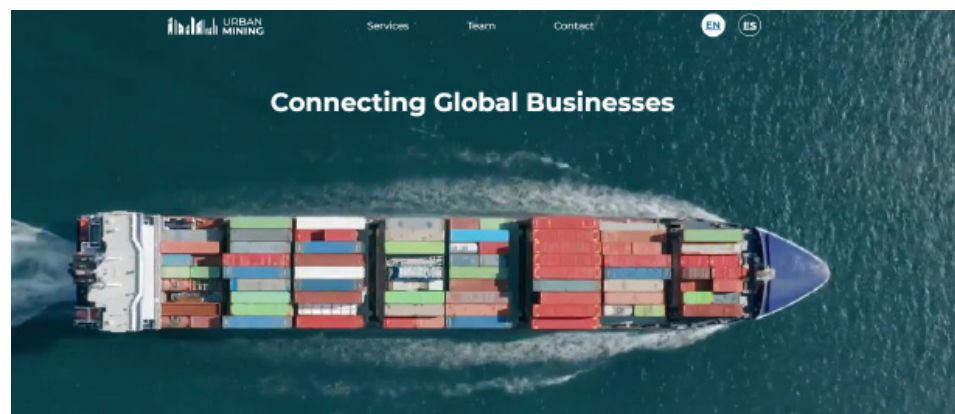 URBAN
MINING
Services
Team
Contact
EN
ES
Connecting Global Businesses